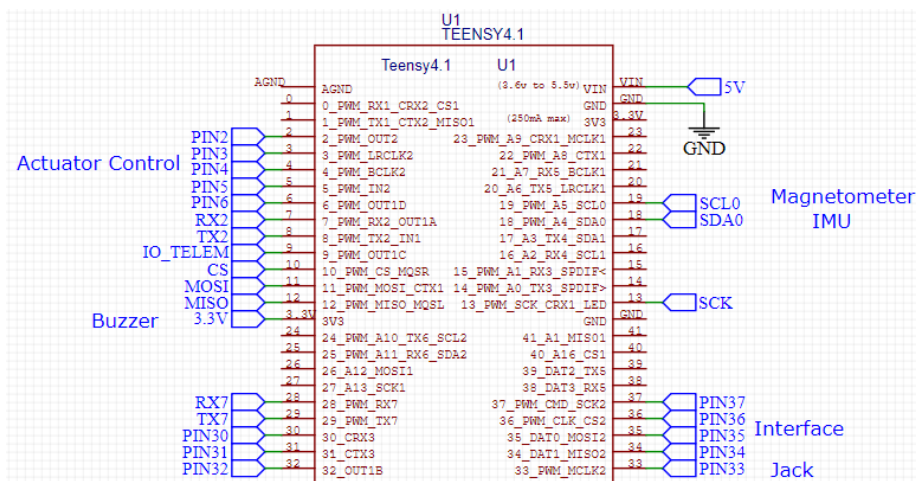 U1
TEENSY4.1
Teensy4.1 U1
AGND AGND (3.6v to 5.5v) VIN VIN 5V
0 0_PWM_RX1_CRX2_CS1 GND GND
1 1_PWM_TX1_CTX2_MISO1 (250mA max) 3V3 3.3V
PIN2 2 2_PWM_OUT2 23_PWM_A9_CRX1_MCLK1 23
GND
PIN3 3 3_PWM_LRCLK2 22_PWM_A8_CTX1 22
Actuator Control
PIN4 4 4_PWM_BCLK2 21_A7_RX5_BCLK1 21
PIN5 5 5_PWM_IN2 20_A6_TX5_LRCLK1 20
PIN6 6 6_PWM_OUT1D 19_PWM_A5_SCL0 19 SCL0
Magnetometer
RX2 7 7_PWM_RX2_OUT1A 18_PWM_A4_SDA0 18 SDA0
IMU
TX2 8 8_PWM_TX2_IN1 17_A3_TX4_SDA1 17
IO_TELEM 9 9_PWM_OUT1C 16_A2_RX4_SCL1 16
CS 10 10_PWM_CS_MQSR 15_PWM_A1_RX3_SPDIF< 15
MOSI 11 11_PWM_MOSI_CTX1 14_PWM_A0_TX3_SPDIF> 14
MISO 12 12_PWM_MISO_MQSL 13_PWM_SCK_CRX1_LED 13 SCK
Buzzer
3.3V 3.3V 3V3 GND GND
24 24_PWM_A10_TX6_SCL2 41_A1_MISO1 41
25 25_PWM_A11_RX6_SDA2 40_A16_CS1 40
26 26_A12_MOSI1 39_DAT2_TX5 39
27 27_A13_SCK1 38_DAT3_RX5 38
RX7 28 28_PWM_RX7 37_PWM_CMD_SCK2 37 PIN37
TX7 29 29_PWM_TX7 36_PWM_CLK_CS2 36 PIN36
PIN30 30 30_CRX3 35_DAT0_MOSI2 35 PIN35
Interface
PIN31 31 31_CTX3 34_DAT1_MISO2 34 PIN34
PIN32 32 32_OUT1B 33_PWM_MCLK2 33 PIN33
Jack